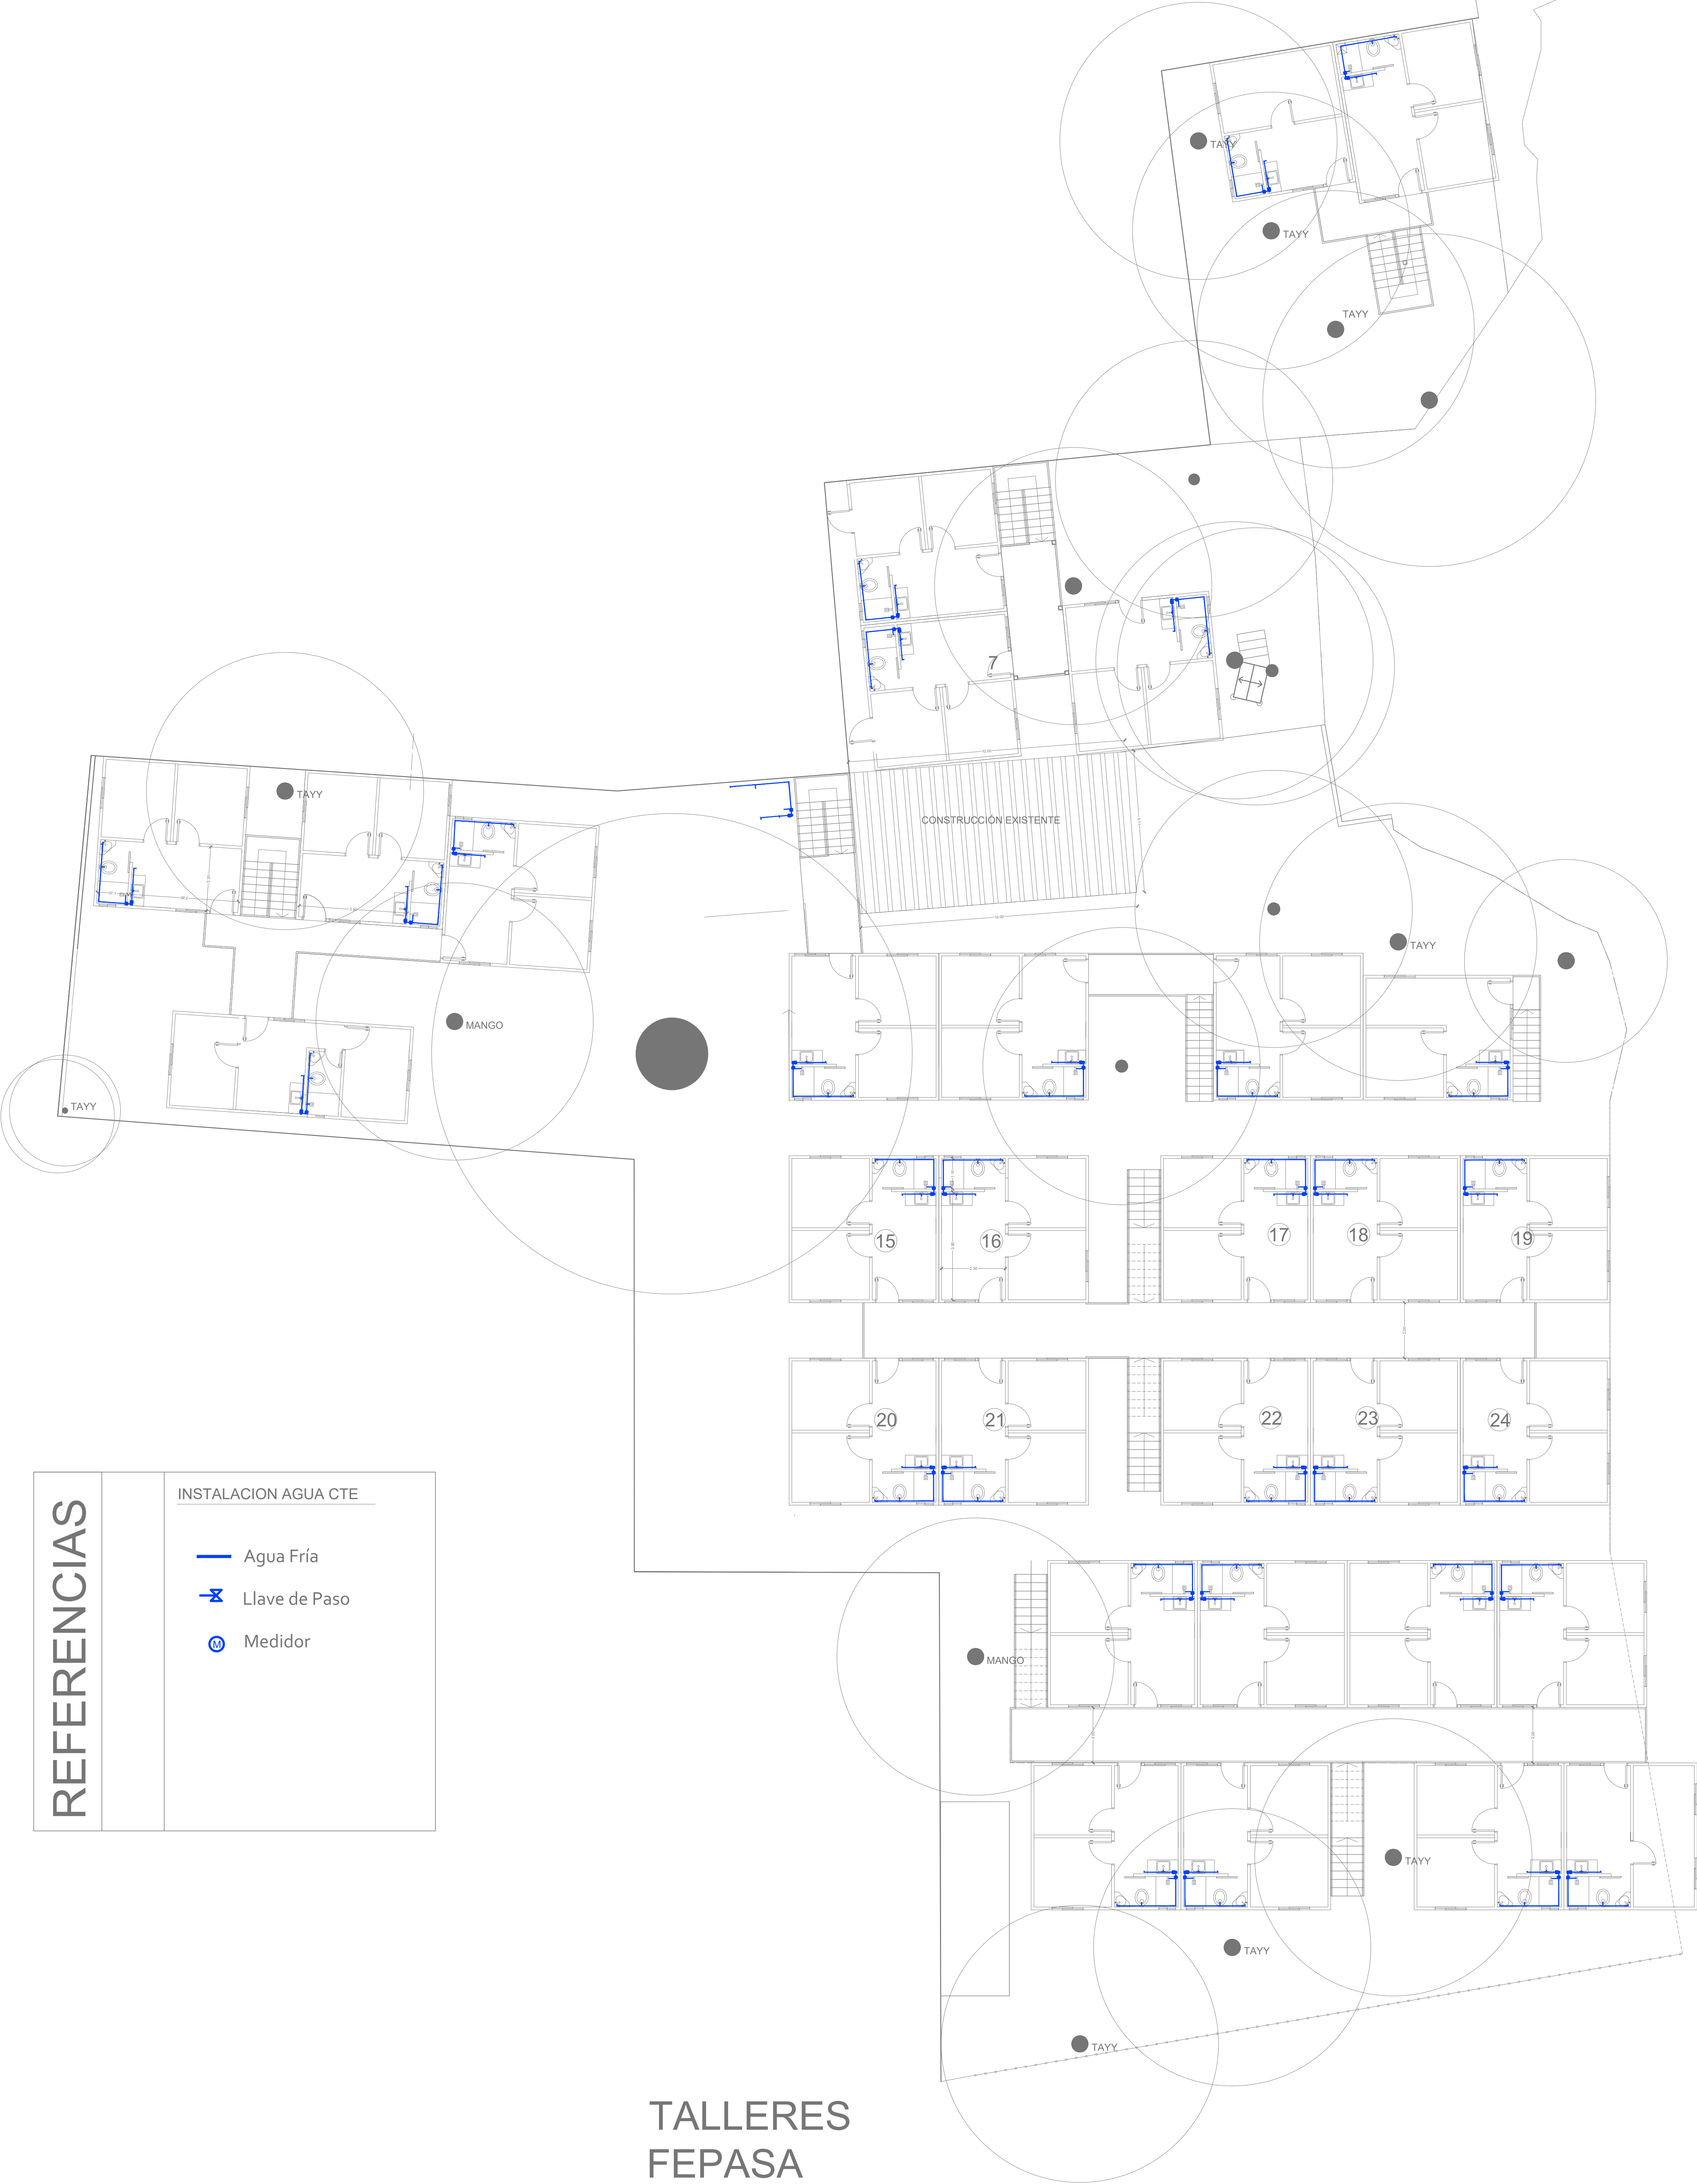 TAYY
TAYY
TAYY
7
TAYY
CONSTRUCCIÓN EXISTENTE
TAYY
MANGO
TAYY
15
16
17
18
19
20
21
22
23
24
REFERENCIAS
INSTALACION AGUA CTE
Agua Fría
Llave de Paso
M
Medidor
MANGO
TAYY
TAYY
TAYY
TALLERES
FEPASA